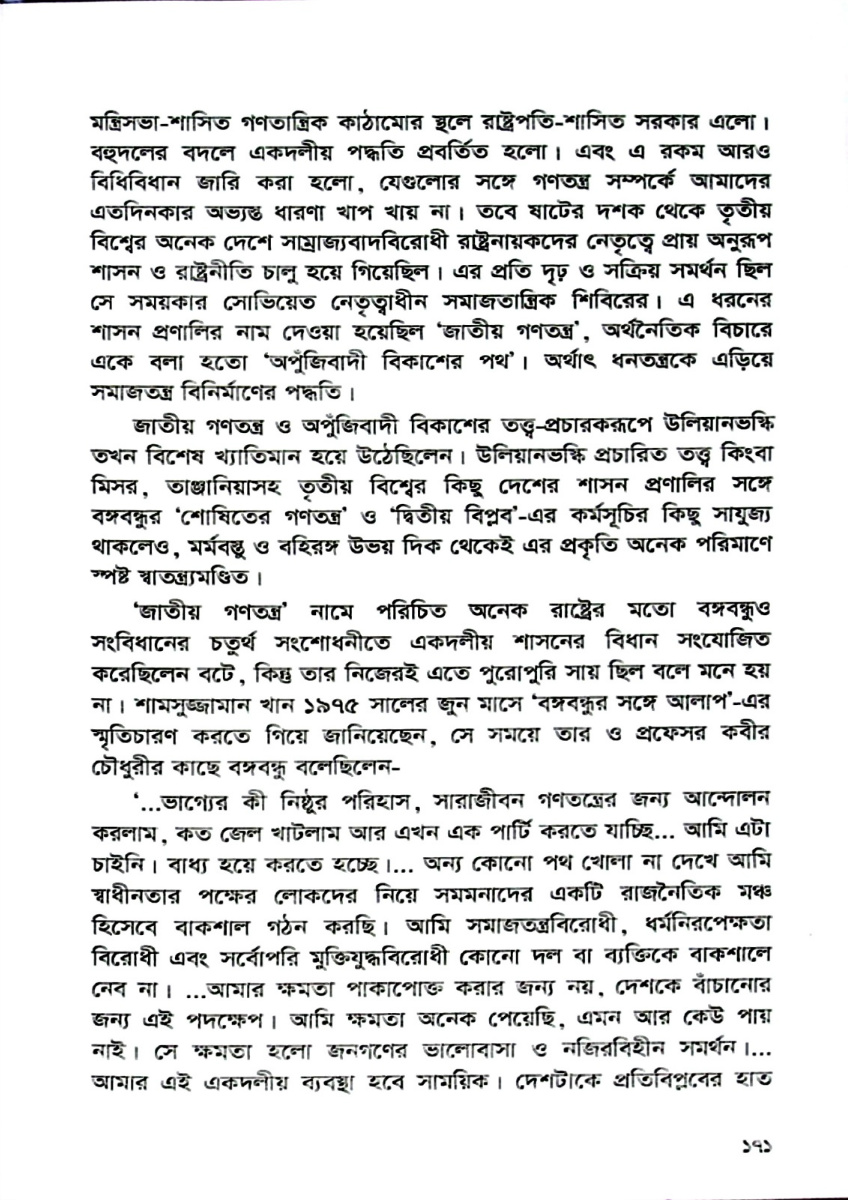 মন্ত্রিসভা-শাসিত গণতান্ত্রিক কাঠামোর স্থলে রাষ্ট্রপতি-শাসিত সরকার এলো।
বহুদলের বদলে একদলীয় পদ্ধতি প্রবর্তিত হলো। এবং এ রকম আরও
বিধিবিধান জারি করা হলো, যেগুলোর সঙ্গে গণতন্ত্র সম্পর্কে আমাদের
এতদিনকার অভ্যস্ত ধারণা খাপ খায় না। তবে ষাটের দশক থেকে তৃতীয়
বিশ্বের অনেক দেশে সাম্রাজ্যবাদবিরোধী রাষ্ট্রনায়কদের নেতৃত্বে প্রায় অনুরূপ
শাসন ও রাষ্ট্রনীতি চালু হয়ে গিয়েছিল। এর প্রতি দৃঢ় ও সক্রিয় সমর্থন ছিল
সে সময়কার সোভিয়েত নেতৃত্বাধীন সমাজতান্ত্রিক শিবিরের। এ ধরনের
শাসন প্রণালির নাম দেওয়া হয়েছিল ‘জাতীয় গণতন্ত্র’, অর্থনৈতিক বিচারে
একে বলা হতো ‘অপুঁজিবাদী বিকাশের পথ’। অর্থাৎ ধনতন্ত্রকে এড়িয়ে
সমাজতন্ত্র বিনির্মাণের পদ্ধতি।
জাতীয় গণতন্ত্র ও অপুঁজিবাদী বিকাশের তত্ত্ব-প্রচারকরূপে উলিয়ানভস্কি
তখন বিশেষ খ্যাতিমান হয়ে উঠেছিলেন। উলিয়ানভস্কি প্রচারিত তত্ত্ব কিংবা
মিসর, তাঞ্জানিয়াসহ তৃতীয় বিশ্বের কিছু দেশের শাসন প্রণালির সঙ্গে
বঙ্গবন্ধুর ‘শোষিতের গণতন্ত্র’ ও ‘দ্বিতীয় বিপ্লব’-এর কর্মসূচির কিছু সাযুজ্য
থাকলেও, মর্মবস্তু ও বহিরঙ্গ উভয় দিক থেকেই এর প্রকৃতি অনেক পরিমাণে
স্পষ্ট স্বাতন্ত্র্যমণ্ডিত।
‘জাতীয় গণতন্ত্র’ নামে পরিচিত অনেক রাষ্ট্রের মতো বঙ্গবন্ধুও
সংবিধানের চতুর্থ সংশোধনীতে একদলীয় শাসনের বিধান সংযোজিত
করেছিলেন বটে, কিন্তু তার নিজেরই এতে পুরোপুরি সায় ছিল বলে মনে হয়
না। শামসুজ্জামান খান ১৯৭৫ সালের জুন মাসে ‘বঙ্গবন্ধুর সঙ্গে আলাপ’-এর
স্মৃতিচারণ করতে গিয়ে জানিয়েছেন, সে সময়ে তার ও প্রফেসর কবীর
চৌধুরীর কাছে বঙ্গবন্ধু বলেছিলেন-
‘...ভাগ্যের কী নিষ্ঠুর পরিহাস, সারাজীবন গণতন্ত্রের জন্য আন্দোলন
করলাম, কত জেল খাটলাম আর এখন এক পার্টি করতে যাচ্ছি... আমি এটা
চাইনি। বাধ্য হয়ে করতে হচ্ছে।... অন্য কোনো পথ খোলা না দেখে আমি
স্বাধীনতার পক্ষের লোকদের নিয়ে সমমনাদের একটি রাজনৈতিক মঞ্চ
হিসেবে বাকশাল গঠন করছি। আমি সমাজতন্ত্রবিরোধী, ধর্মনিরপেক্ষতা
বিরোধী এবং সর্বোপরি মুক্তিযুদ্ধবিরোধী কোনো দল বা ব্যক্তিকে বাকশালে
নেব না। ...আমার ক্ষমতা পাকাপোক্ত করার জন্য নয়, দেশকে বাঁচানোর
জন্য এই পদক্ষেপ। আমি ক্ষমতা অনেক পেয়েছি, এমন আর কেউ পায়
নাই। সে ক্ষমতা হলো জনগণের ভালোবাসা ও নজিরবিহীন সমর্থন।...
আমার এই একদলীয় ব্যবস্থা হবে সাময়িক। দেশটাকে প্রতিবিপ্লবের হাত
১৭১